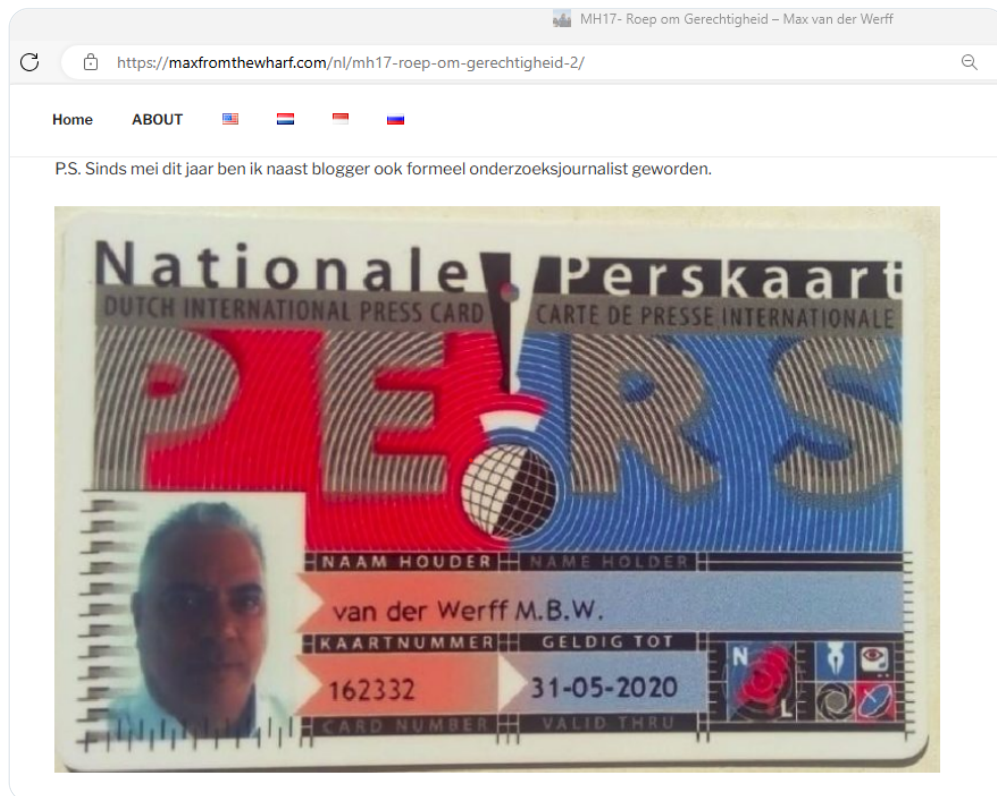 MH17- Roep om Gerechtigheid – Max van der Werff
https://maxfromthewharf.com/nl/mh17-roep-om-gerechtigheid-2/
Home ABOUT
P.S. Sinds mei dit jaar ben ik naast blogger ook formeel onderzoeksjournalist geworden.
Nationale Perskaart
DUTCH INTERNATIONAL PRESS CARD CARTE DE PRESSE INTERNATIONALE
PERS
NAAM HOUDER NAME HOLDER
van der Werff M.B.W.
KAARTNUMMER GELDIG TOT
162332 31-05-2020
N
L
CARD NUMBER VALID THRU